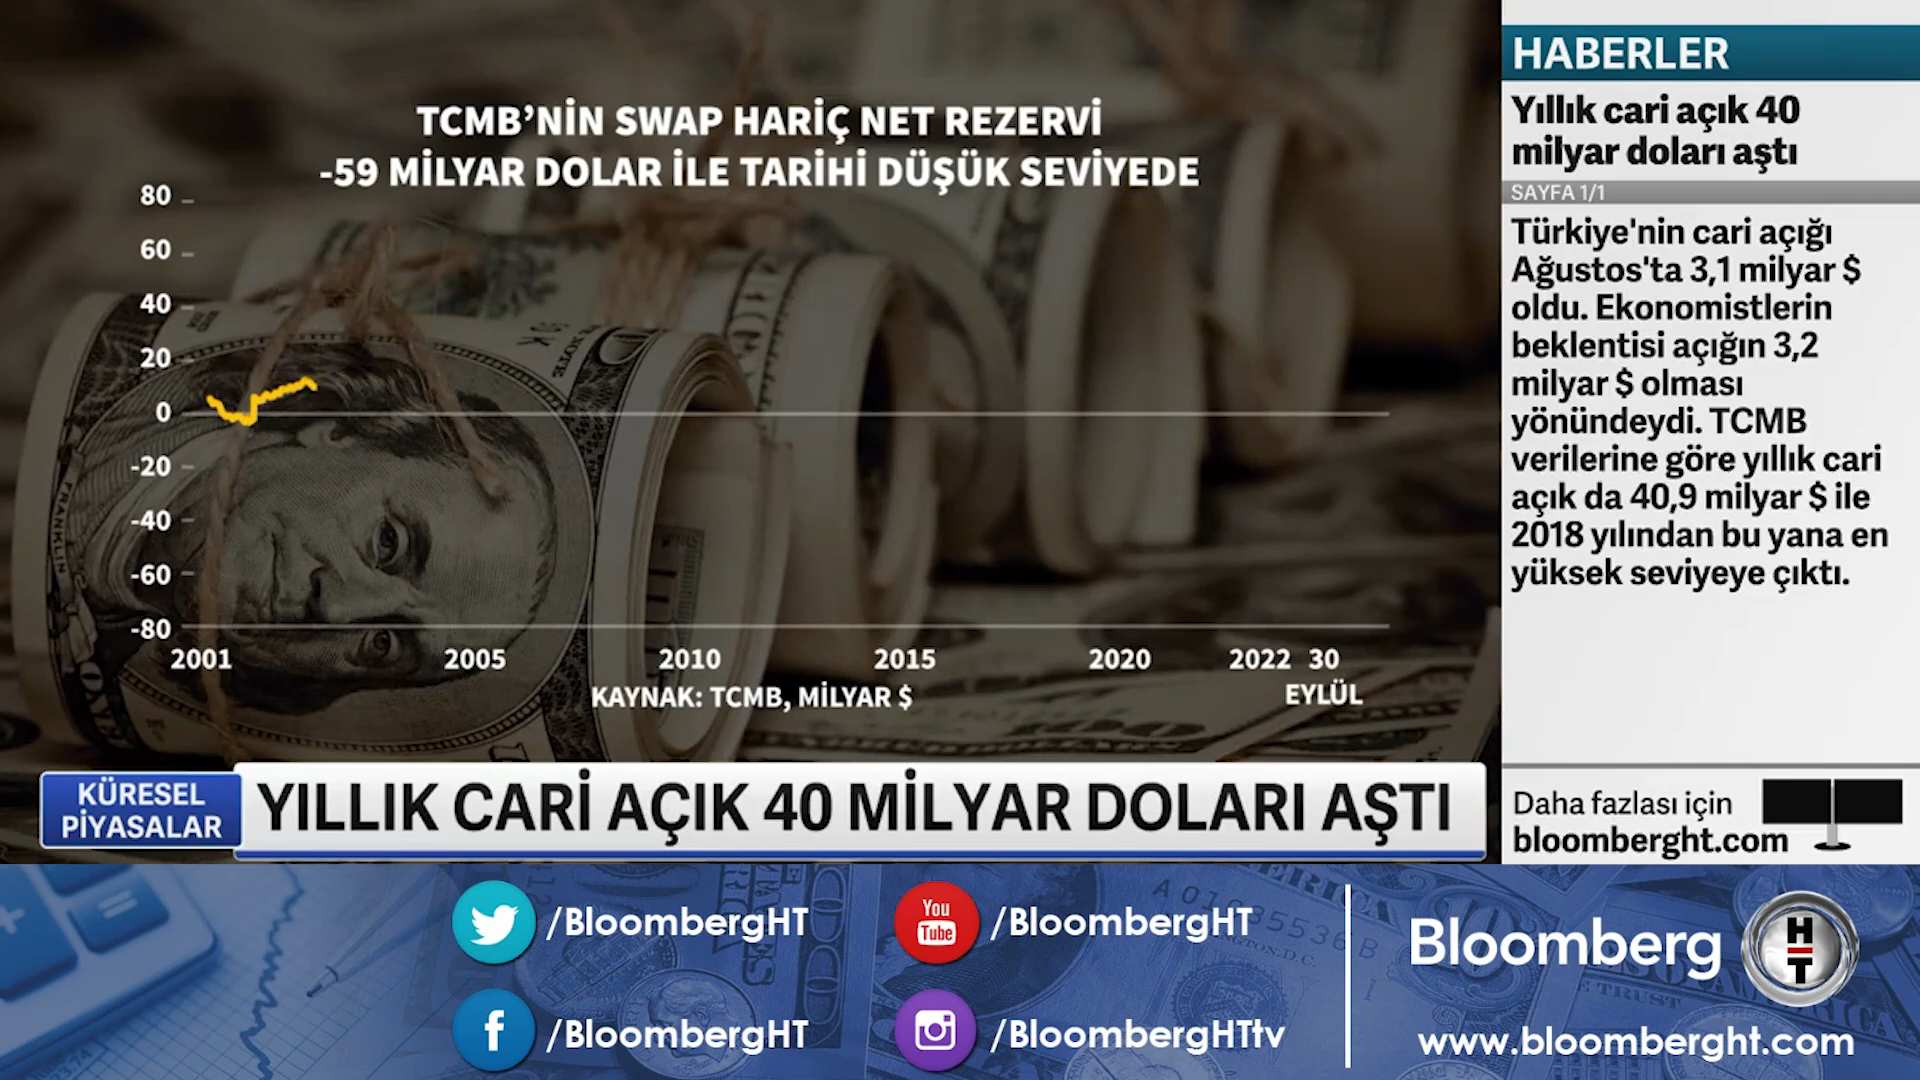 TCMB’NİN SWAP HARİÇ NET REZERVİ
-59 MİLYAR DOLAR İLE TARİHİ DÜŞÜK SEVİYEDE
80
60
40
20
0
-20
-40
-60
-80
2001 2005 2010 2015 2020 2022 30
EYLÜL
KAYNAK: TCMB, MİLYAR $
HABERLER
Yıllık cari açık 40
milyar doları aştı
SAYFA 1/1
Türkiye'nin cari açığı
Ağustos'ta 3,1 milyar $
oldu. Ekonomistlerin
beklentisi açığın 3,2
milyar $ olması
yönündeydi. TCMB
verilerine göre yıllık cari
açık da 40,9 milyar $ ile
2018 yılından bu yana en
yüksek seviyeye çıktı.
Daha fazlası için
bloomberght.com
KÜRESEL
PİYASALAR
YILLIK CARİ AÇIK 40 MİLYAR DOLARI AŞTI
/BloombergHT
You
Tube
/BloombergHT
/BloombergHT
/BloombergHTtv
Bloomberg HT
www.bloomberght.com
FRANKLIN